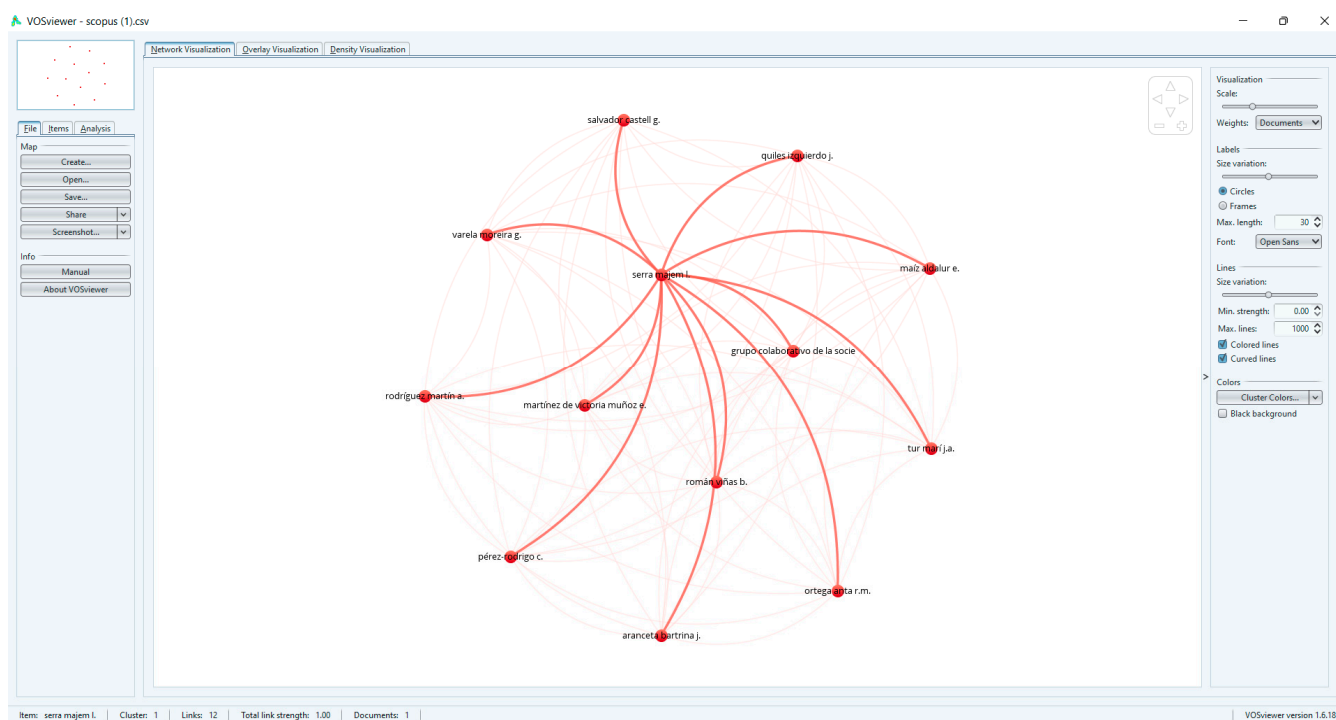 VOSviewer - scopus (1).csv
Network Visualization Overlay Visualization Density Visualization
File Items Analysis
Map
Create...
Open...
Save...
Share
Screenshot...
Info
Manual
About VOSviewer
salvador castell g.
quiles izquierdo j.
varela moreira g.
serra majem l.
maíz aldalur e.
grupo colaborativo de la socie
rodríguez martín a.
martínez de victoria muñoz e.
tur marí j.a.
román viñas b.
pérez-rodrigo c.
ortega anta r.m.
aranceta bartrina j.
Visualization
Scale:
Weights: Documents
Labels
Size variation:
Circles
Frames
Max. length: 30
Font: Open Sans
Lines
Size variation:
Min. strength: 0.00
Max. lines: 1000
Colored lines
Curved lines
>
Colors
Cluster Colors...
Black background
Item: serra majem l. Cluster: 1 Links: 12 Total link strength: 1.00 Documents: 1 VOSviewer version 1.6.18